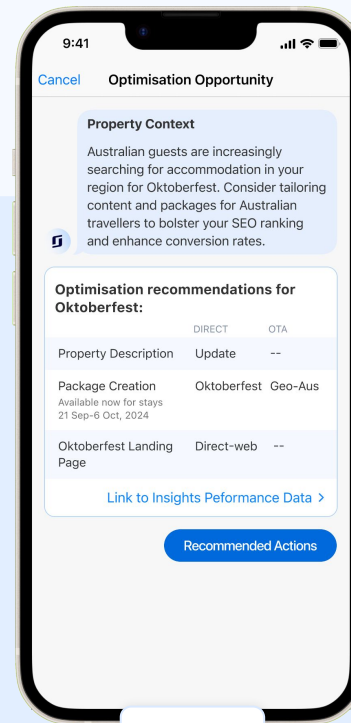 9:41
Cancel Optimisation Opportunity
Property Context
Australian guests are increasingly
searching for accommodation in your
region for Oktoberfest. Consider tailoring
content and packages for Australian
travellers to bolster your SEO ranking
and enhance conversion rates.
Optimisation recommendations for
Oktoberfest:
DIRECT OTA
Property Description Update --
Package Creation Oktoberfest Geo-Aus
Available now for stays
21 Sep-6 Oct, 2024
Oktoberfest Landing Direct-web --
Page
Link to Insights Peformance Data >
Recommended Actions